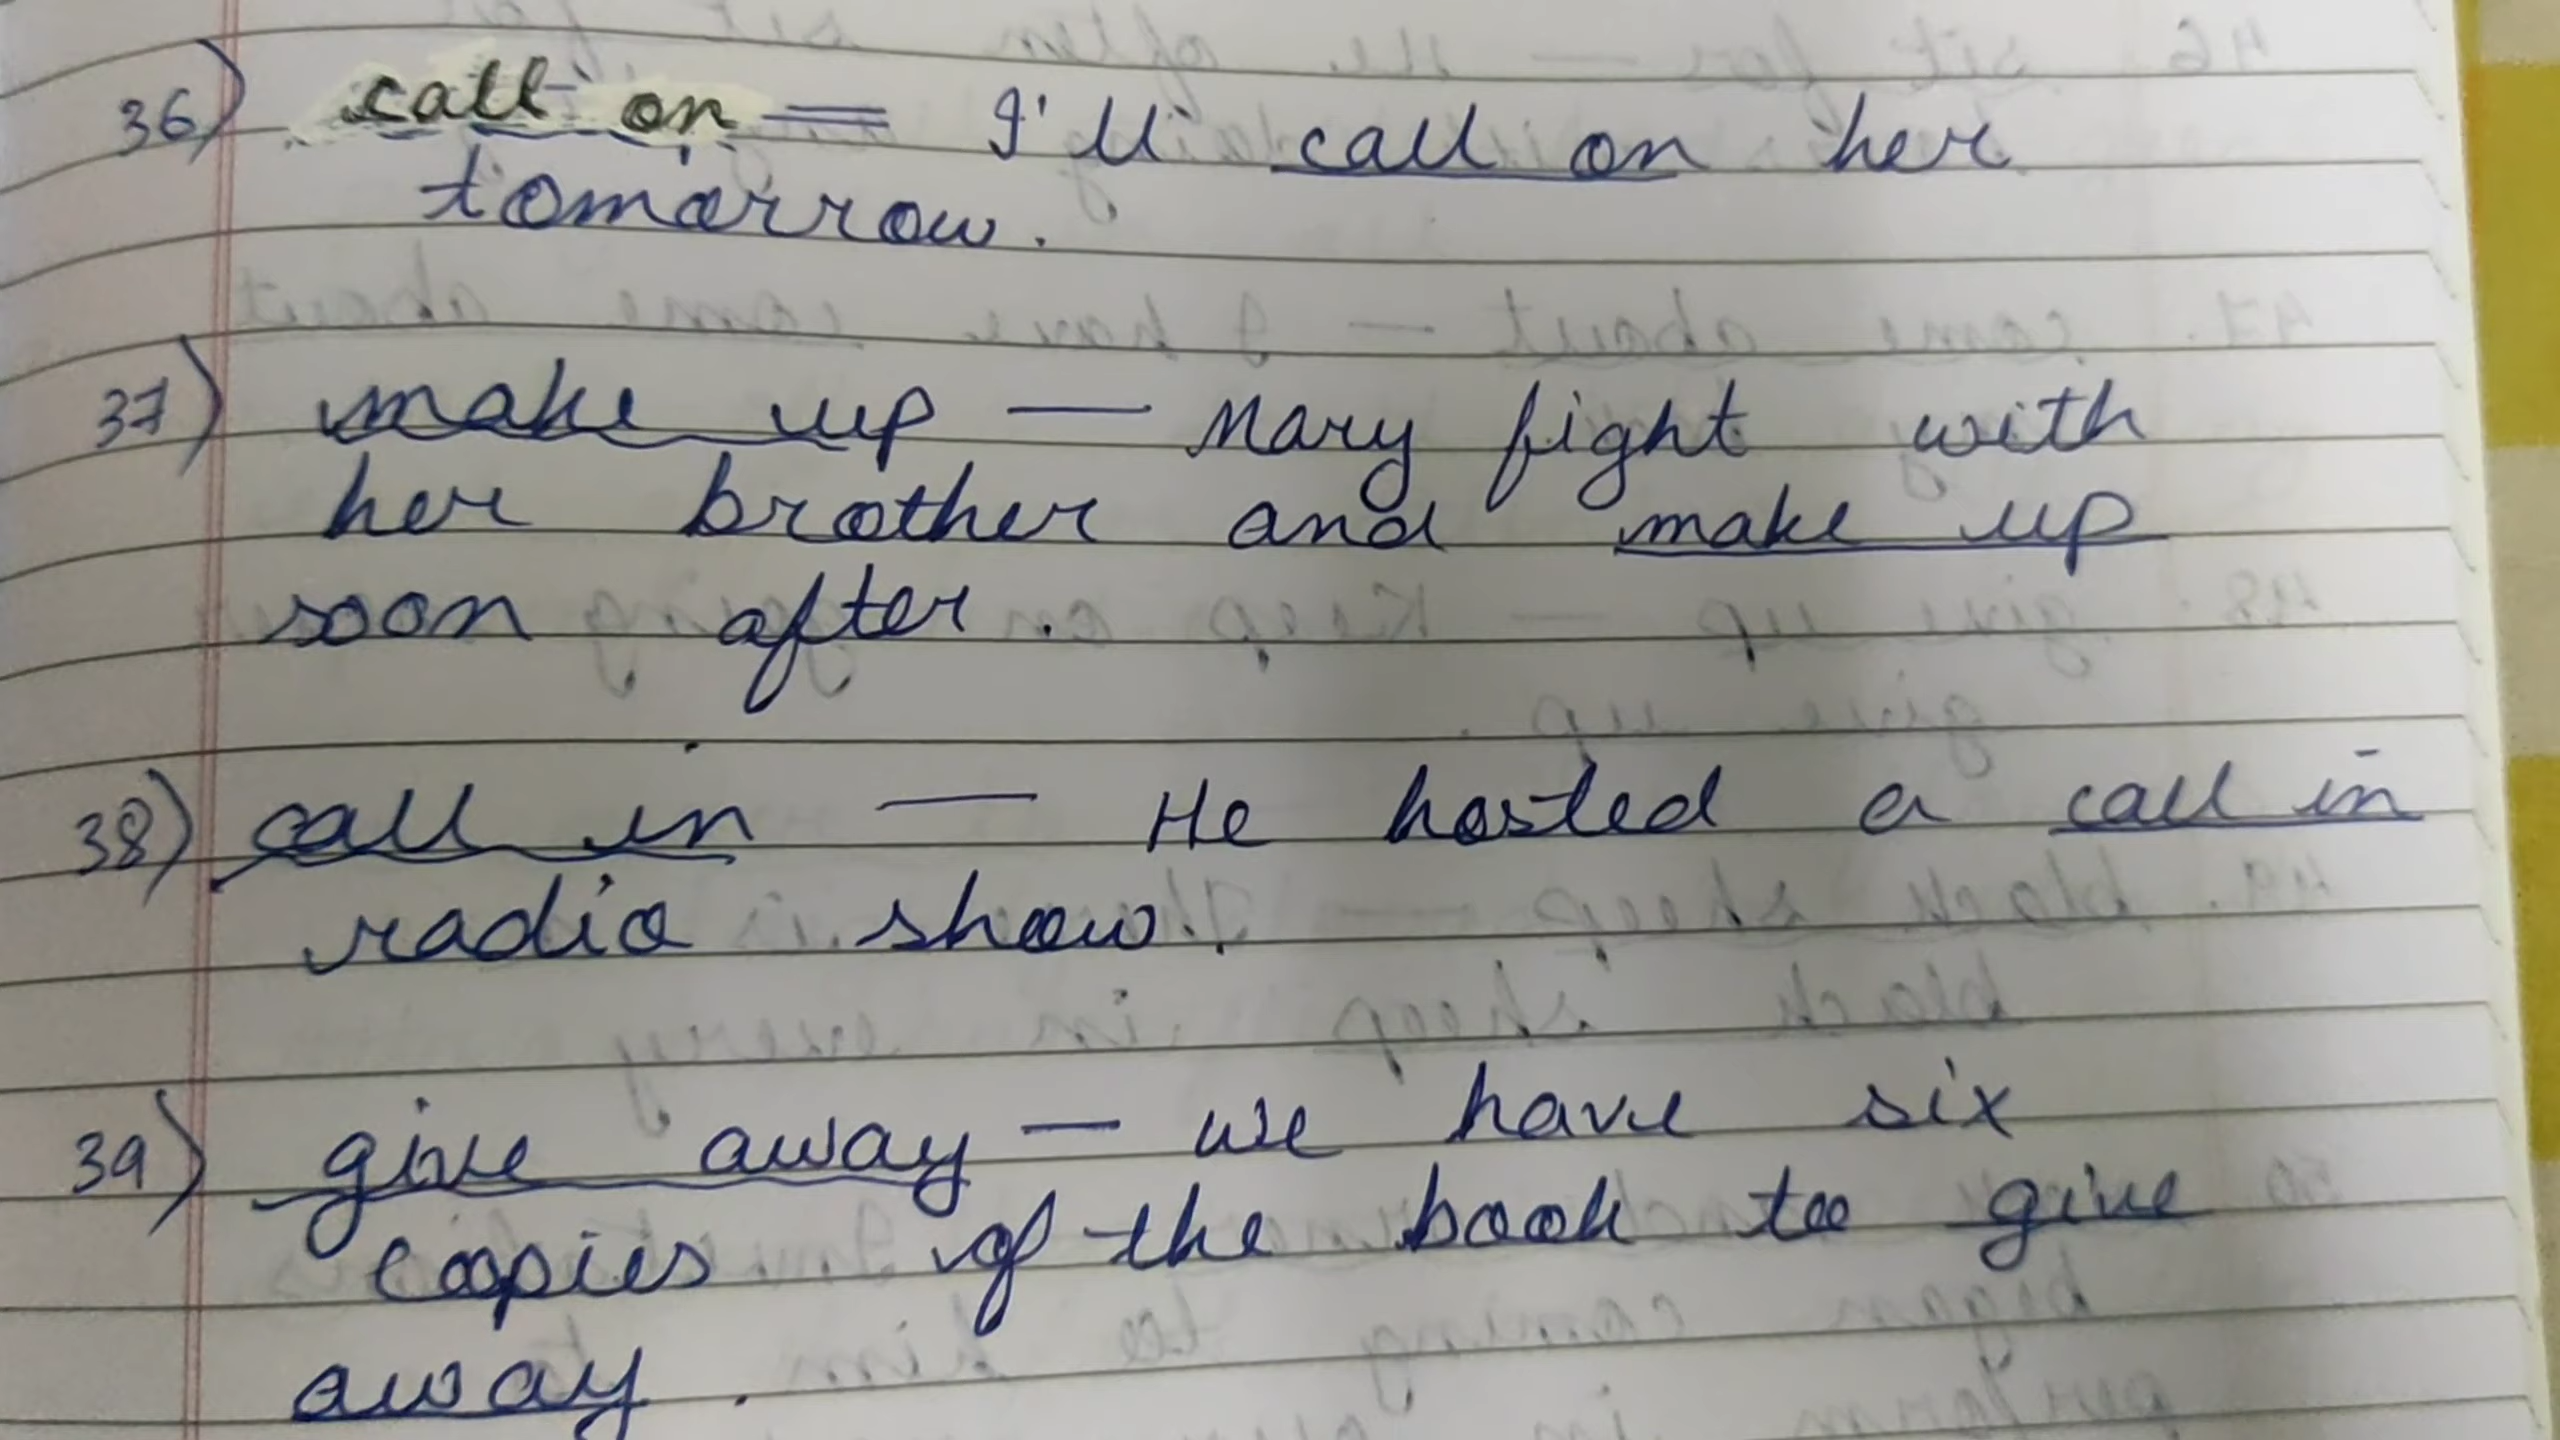 36) call on = I'll call on her
tomorrow.
37) make up — Mary fight with
her brother and make up
soon after.
38) call in — He hosted a call in
radio show.
39) give away — we have six
copies of the book to give
away.